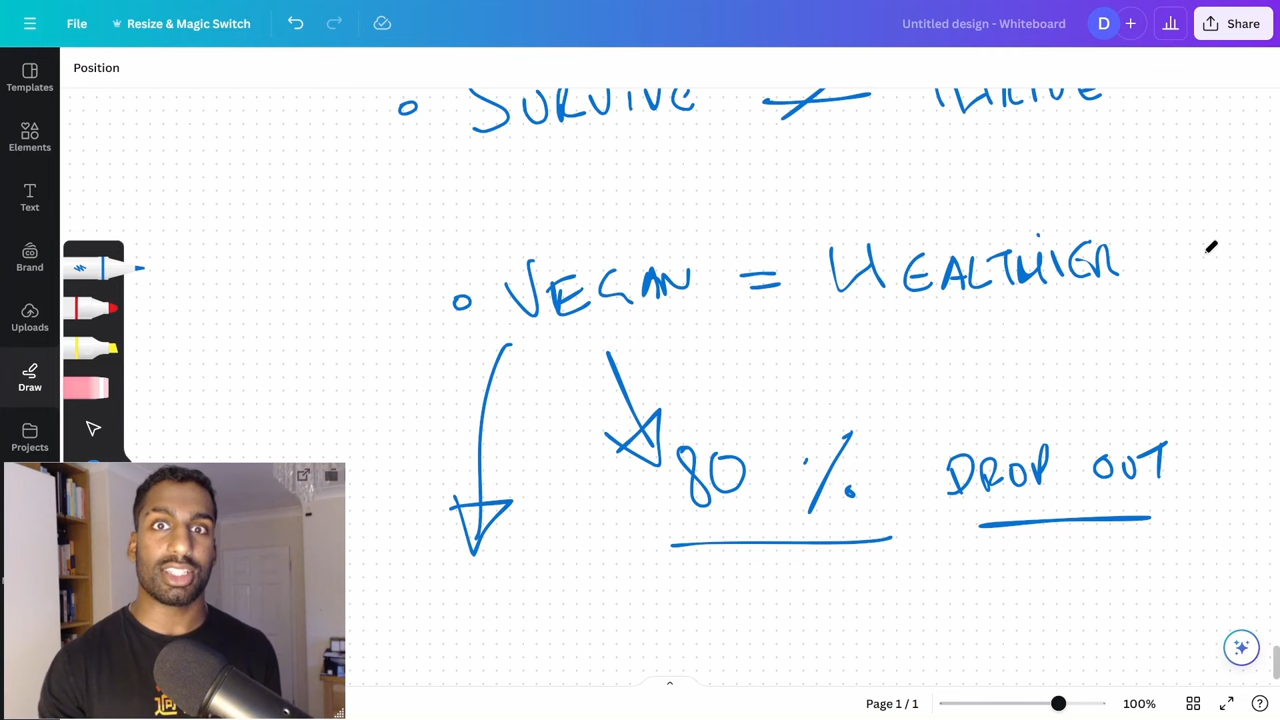 File
Resize & Magic Switch
Untitled design - Whiteboard
D
Share
Position
Templates
Elements
Text
Brand
Uploads
Draw
Projects
• SURVIVE ≠ THRIVE
• VEGAN = HEALTHIER
80 % DROP OUT
Page 1 / 1
100%